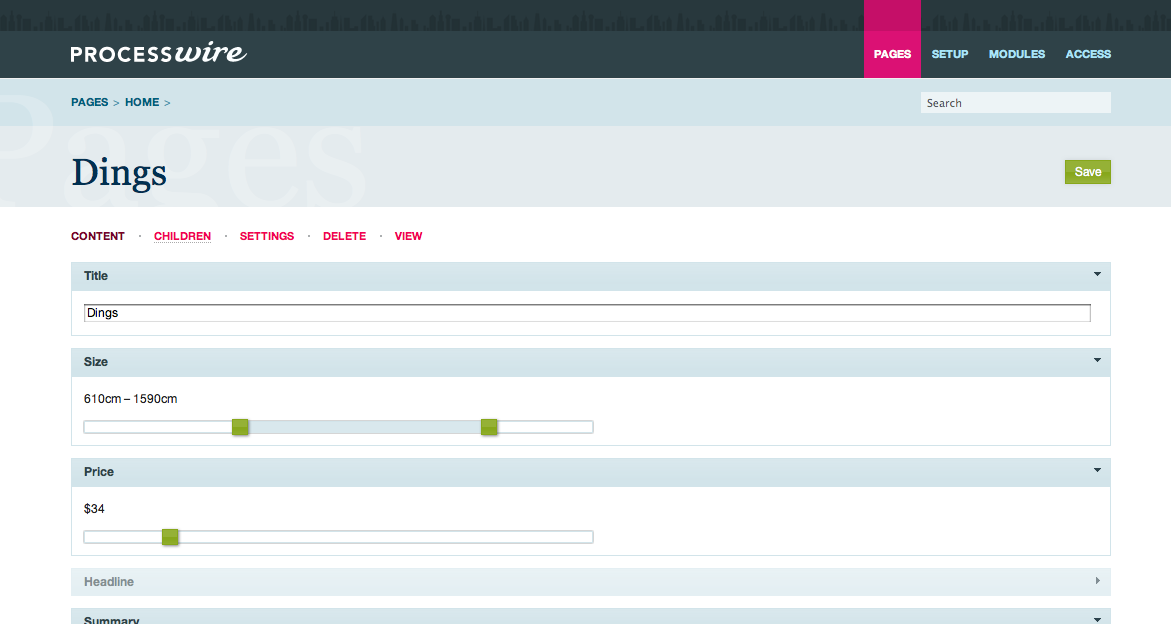 PROCESSwire
PAGES SETUP MODULES ACCESS
PAGES > HOME >
Search
Pages
Dings
Save
CONTENT · CHILDREN · SETTINGS · DELETE · VIEW
Title
Dings
Size
610cm – 1590cm
Price
$34
Headline
Summary